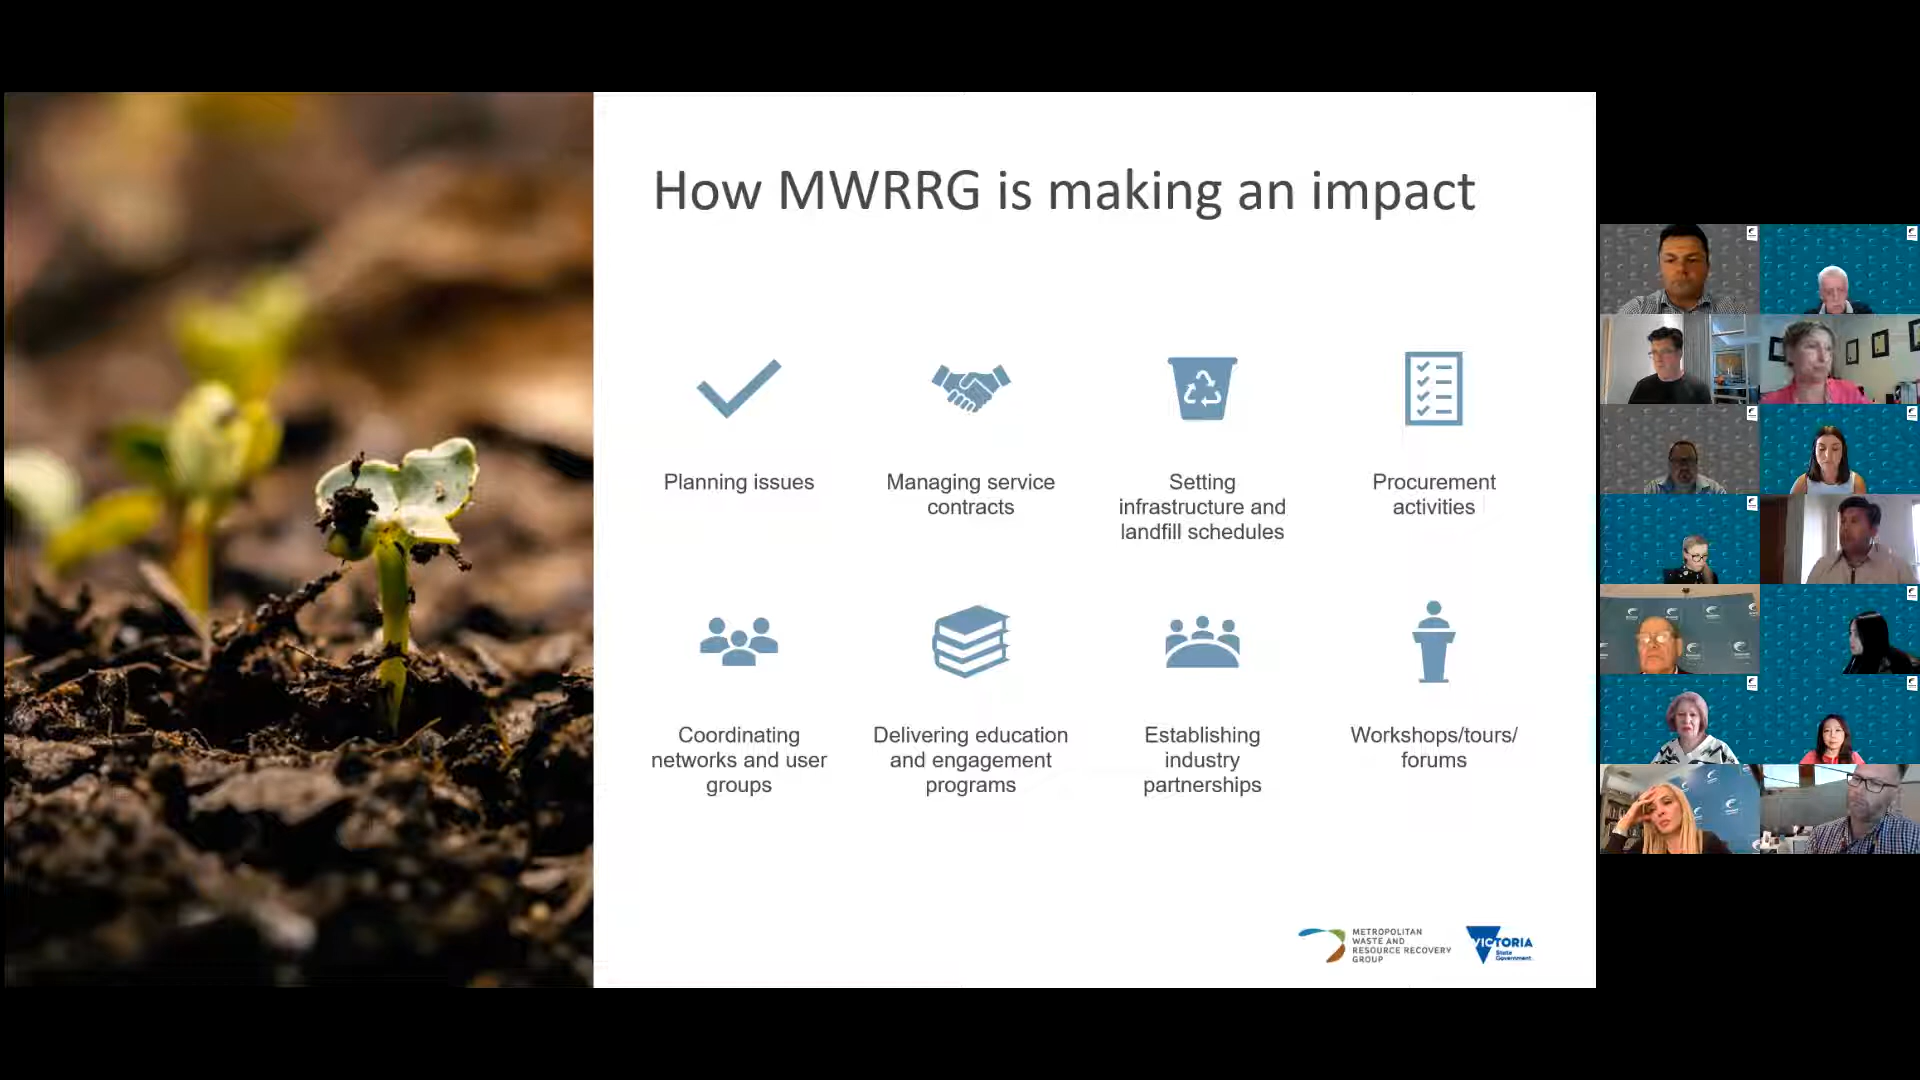 How MWRRG is making an impact
Planning issues
Managing service
contracts
Setting
infrastructure and
landfill schedules
Procurement
activities
Coordinating
networks and user
groups
Delivering education
and engagement
programs
Establishing
industry
partnerships
Workshops/tours/
forums
METROPOLITAN
WASTE AND
RESOURCE RECOVERY
GROUP
VICTORIA
State
Government